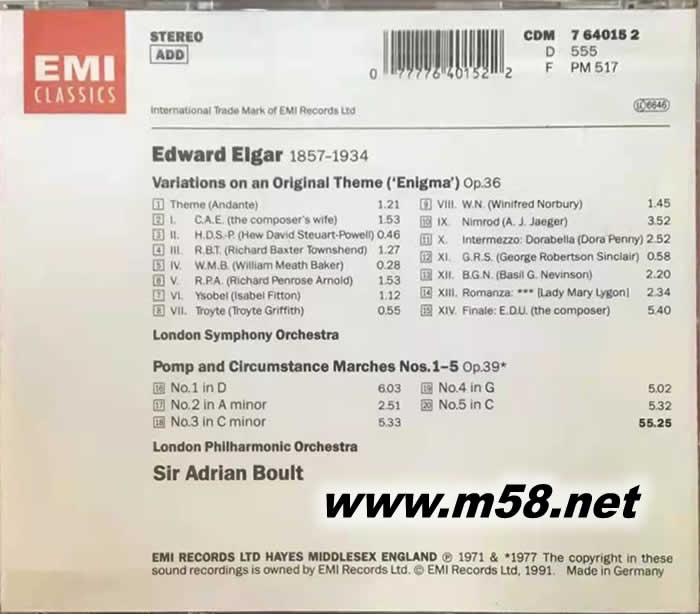 EMI
CLASSICS
STEREO
ADD
0 77776 40152 2
CDM 7 64015 2
D 555
F PM 517
International Trade Mark of EMI Records Ltd
6646
Edward Elgar 1857-1934
Variations on an Original Theme ('Enigma') Op.36
1 Theme (Andante) 1.21
2 I. C.A.E. (the composer's wife) 1.53
3 II. H.D.S.-P. (Hew David Steuart-Powell) 0.46
4 III. R.B.T. (Richard Baxter Townshend) 1.27
5 IV. W.M.B. (William Meath Baker) 0.28
6 V. R.P.A. (Richard Penrose Arnold) 1.53
7 VI. Ysobel (Isabel Fitton) 1.12
8 VII. Troyte (Troyte Griffith) 0.55
9 VIII. W.N. (Winifred Norbury) 1.45
10 IX. Nimrod (A. J. Jaeger) 3.52
11 X. Intermezzo: Dorabella (Dora Penny) 2.52
12 XI. G.R.S. (George Robertson Sinclair) 0.58
13 XII. B.G.N. (Basil G. Nevinson) 2.20
14 XIII. Romanza: *** [Lady Mary Lygon] 2.34
15 XIV. Finale: E.D.U. (the composer) 5.40
London Symphony Orchestra
Pomp and Circumstance Marches Nos.1-5 Op.39*
16 No.1 in D 6.03
17 No.2 in A minor 2.51
18 No.3 in C minor 5.33
19 No.4 in G 5.02
20 No.5 in C 5.32
55.25
London Philharmonic Orchestra
Sir Adrian Boult
www.m58.net
EMI RECORDS LTD HAYES MIDDLESEX ENGLAND ℗ 1971 & *1977 The copyright in these
sound recordings is owned by EMI Records Ltd. © EMI Records Ltd, 1991. Made in Germany